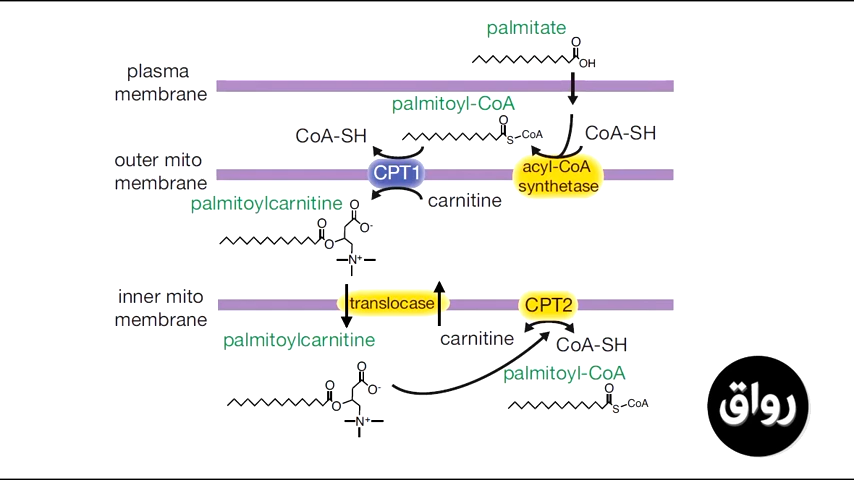 palmitate
O
OH
plasma
membrane
palmitoyl-CoA
O
S-CoA
CoA-SH
CoA-SH
outer mito
membrane
CPT1
acyl-CoA
synthetase
palmitoylcarnitine
carnitine
O
O
O-
O
N+
inner mito
membrane
translocase
CPT2
palmitoylcarnitine
carnitine
CoA-SH
palmitoyl-CoA
O
O
O-
O
N+
O
S-CoA
رواق